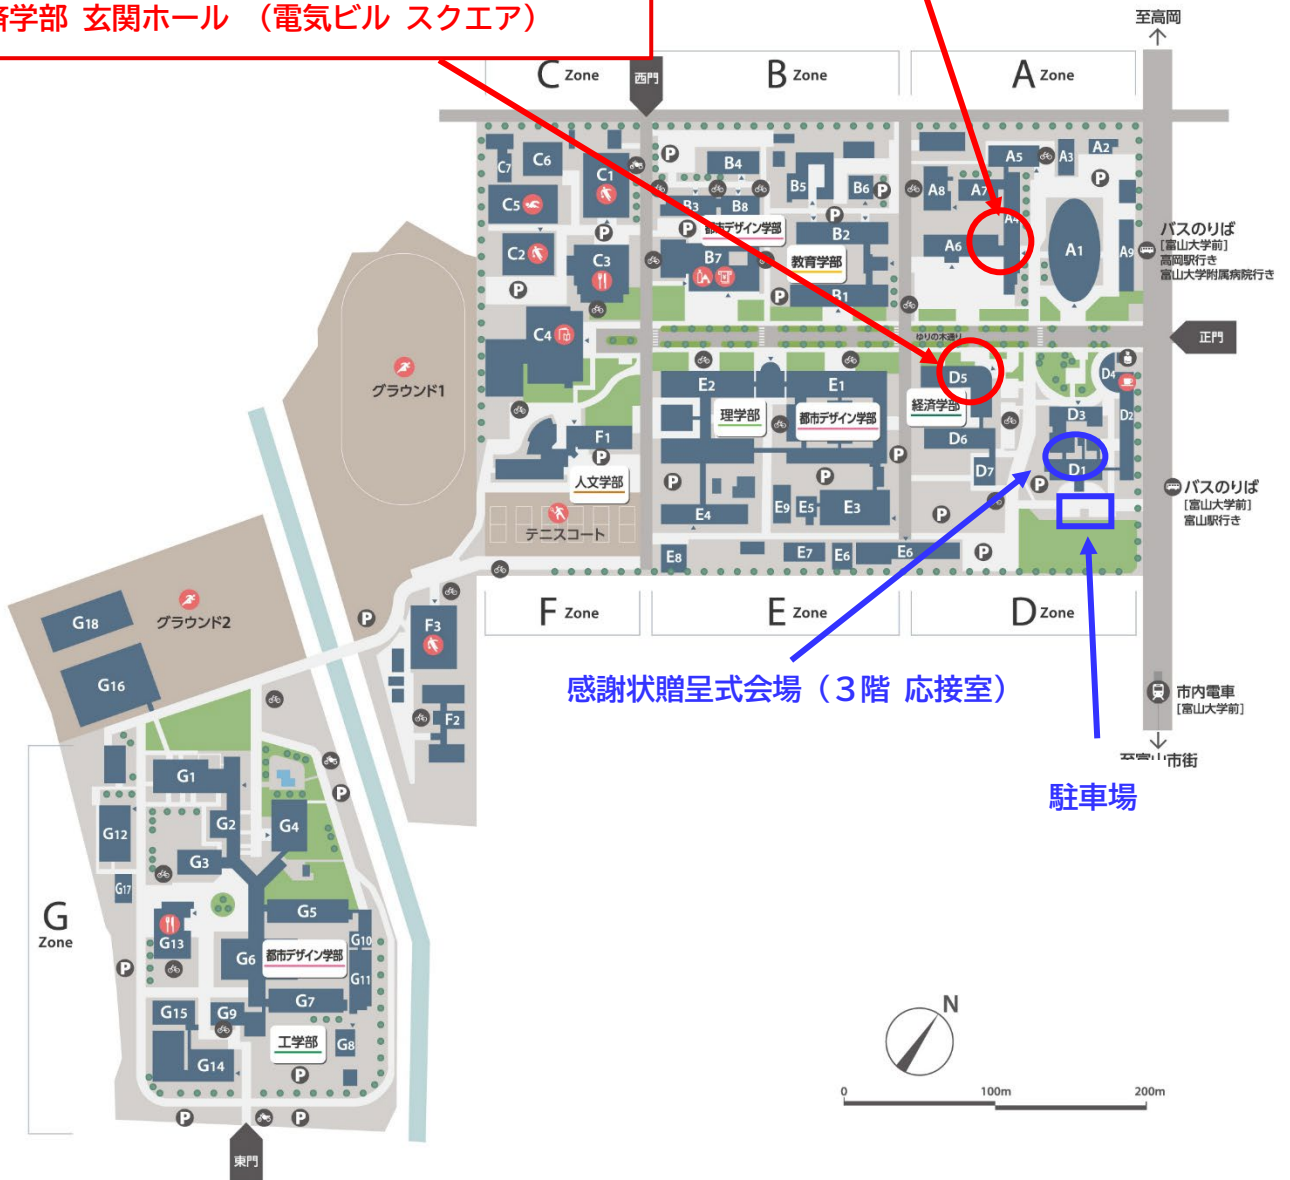 済学部 玄関ホール （電気ビル スクエア）
至高岡
C Zone
西門
B Zone
A Zone
C7
C6
C1
P
B4
B5
B6
P
A5
A3
A2
A8
A7
P
C5
B3
B8
P
A4
C2
P
C3
P
都市デザイン学部
B2
A6
A1
A9
バスのりば
[富山大学前]
高岡駅行き
富山大学附属病院行き
B7
教育学部
P
P
B1
C4
ゆりの木通り
正門
グラウンド1
E2
E1
D5
D4
理学部
都市デザイン学部
経済学部
D3
D2
F1
P
D6
D1
人文学部
P
P
P
D7
P
バスのりば
[富山大学前]
富山駅行き
テニスコート
E4
E9
E5
E3
P
E8
E7
E6
E6
P
F Zone
E Zone
D Zone
G18
グラウンド2
P
F3
G16
感謝状贈呈式会場（３階 応接室）
市内電車
[富山大学前]
F2
至富山市街
G1
駐車場
P
G12
G2
G4
G3
G17
G
Zone
G5
G13
G10
G6
都市デザイン学部
P
G11
G7
G15
G9
N
工学部
G8
G14
P
0
100m
200m
P
P
東門